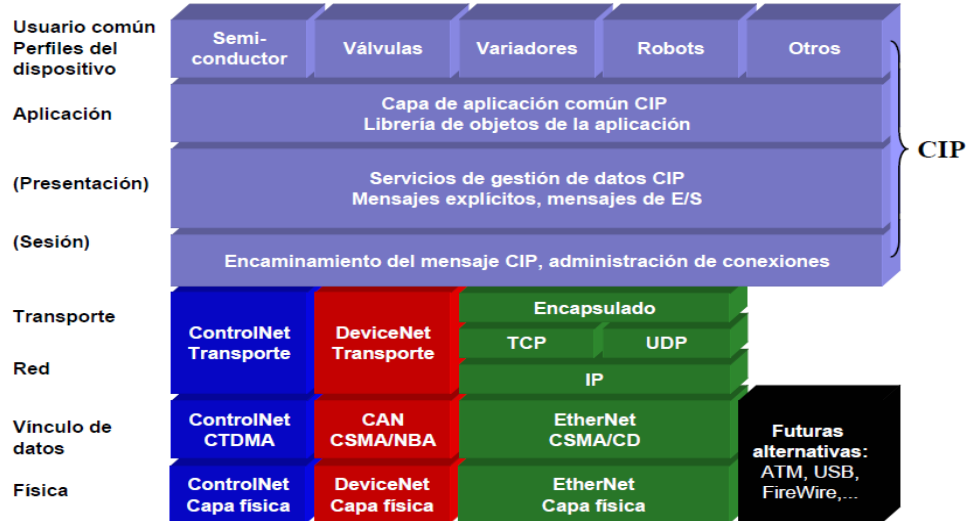 Usuario común
Perfiles del
dispositivo
Semi-
conductor
Válvulas
Variadores
Robots
Otros
Aplicación
Capa de aplicación común CIP
Librería de objetos de la aplicación
CIP
(Presentación)
Servicios de gestión de datos CIP
Mensajes explícitos, mensajes de E/S
(Sesión)
Encaminamiento del mensaje CIP, administración de conexiones
Transporte
ControlNet
Transporte
DeviceNet
Transporte
Encapsulado
TCP
UDP
Red
IP
Vínculo de
datos
ControlNet
CTDMA
CAN
CSMA/NBA
EtherNet
CSMA/CD
Futuras
alternativas:
ATM, USB,
FireWire,...
Física
ControlNet
Capa física
DeviceNet
Capa física
EtherNet
Capa física